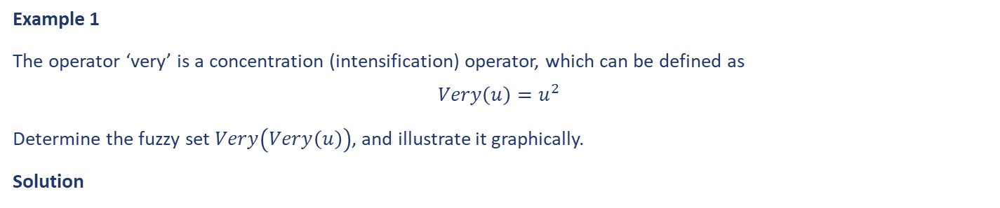 Example 1
The operator ‘very’ is a concentration (intensification) operator, which can be defined as
Very(u) = u²
Determine the fuzzy set Very(Very(u)), and illustrate it graphically.
Solution